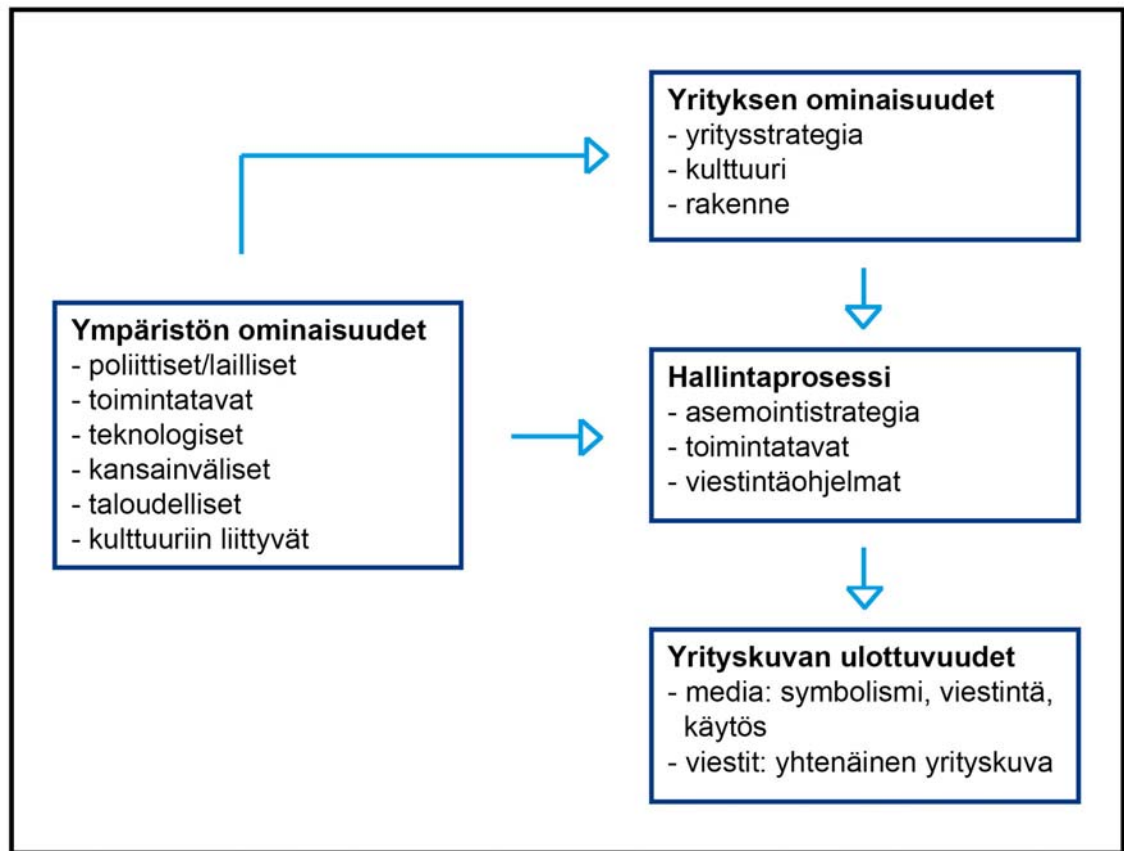 Yrityksen ominaisuudet
- yritysstrategia
- kulttuuri
- rakenne
Ympäristön ominaisuudet
- poliittiset/lailliset
- toimintatavat
- teknologiset
- kansainväliset
- taloudelliset
- kulttuuriin liittyvät
Hallintaprosessi
- asemointistrategia
- toimintatavat
- viestintäohjelmat
Yrityskuvan ulottuvuudet
- media: symbolismi, viestintä,
käytös
- viestit: yhtenäinen yrityskuva